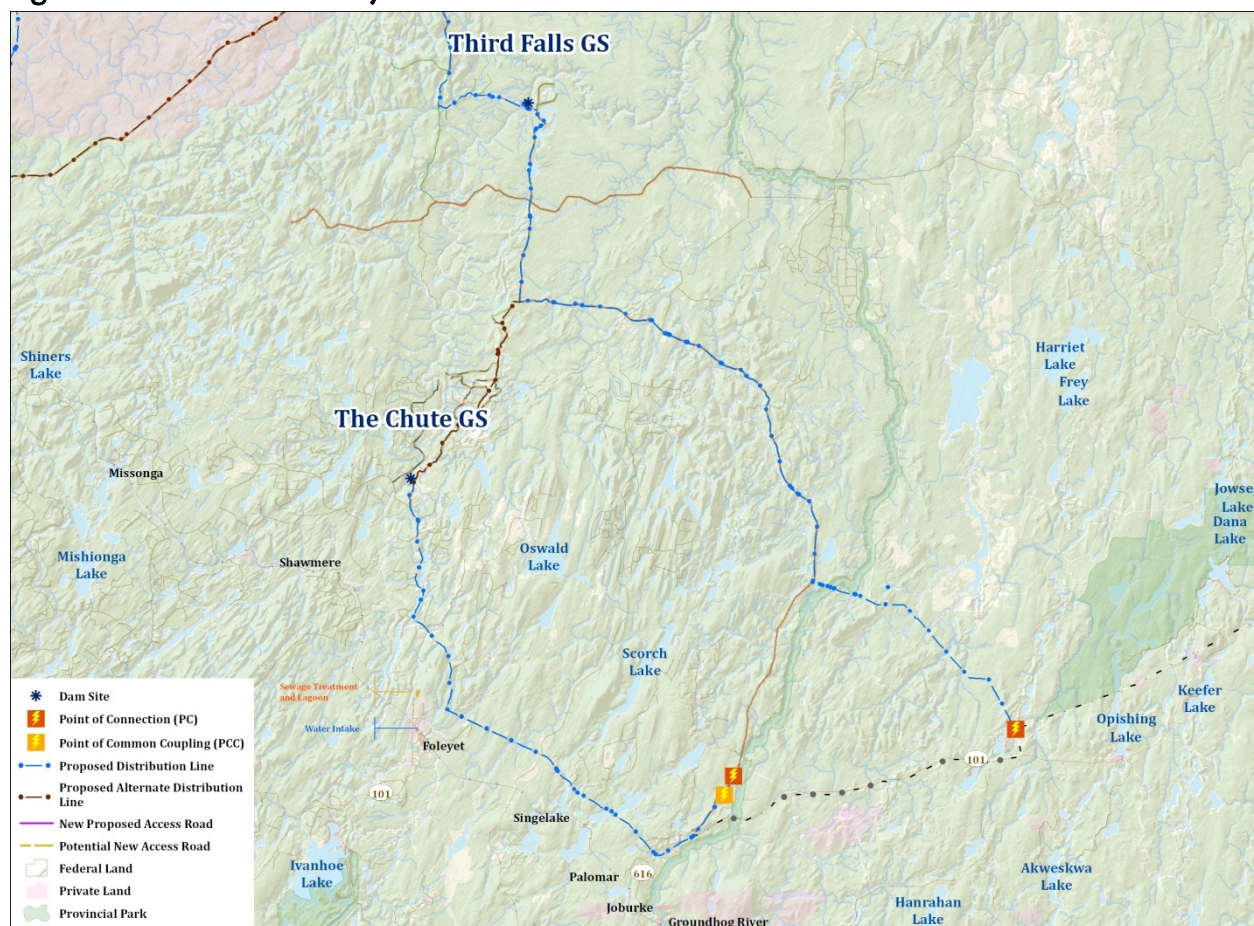 Third Falls GS
Shiners
Lake
Harriet
Lake
Frey
Lake
The Chute GS
Missonga
Jowse
Lake
Dana
Lake
Mishionga
Lake
Shawmere
Oswald
Lake
Scorch
Lake
Keefer
Lake
Opishing
Lake
Sewage Treatment
and Lagoon
Water Intake
Foleyet
101
101
Singelake
Ivanhoe
Lake
Palomar
616
Joburke
Groundhog River
Akweskwa
Lake
Hanrahan
Lake
Dam Site
Point of Connection (PC)
Point of Common Coupling (PCC)
Proposed Distribution Line
Proposed Alternate Distribution
Line
New Proposed Access Road
Potential New Access Road
Federal Land
Private Land
Provincial Park